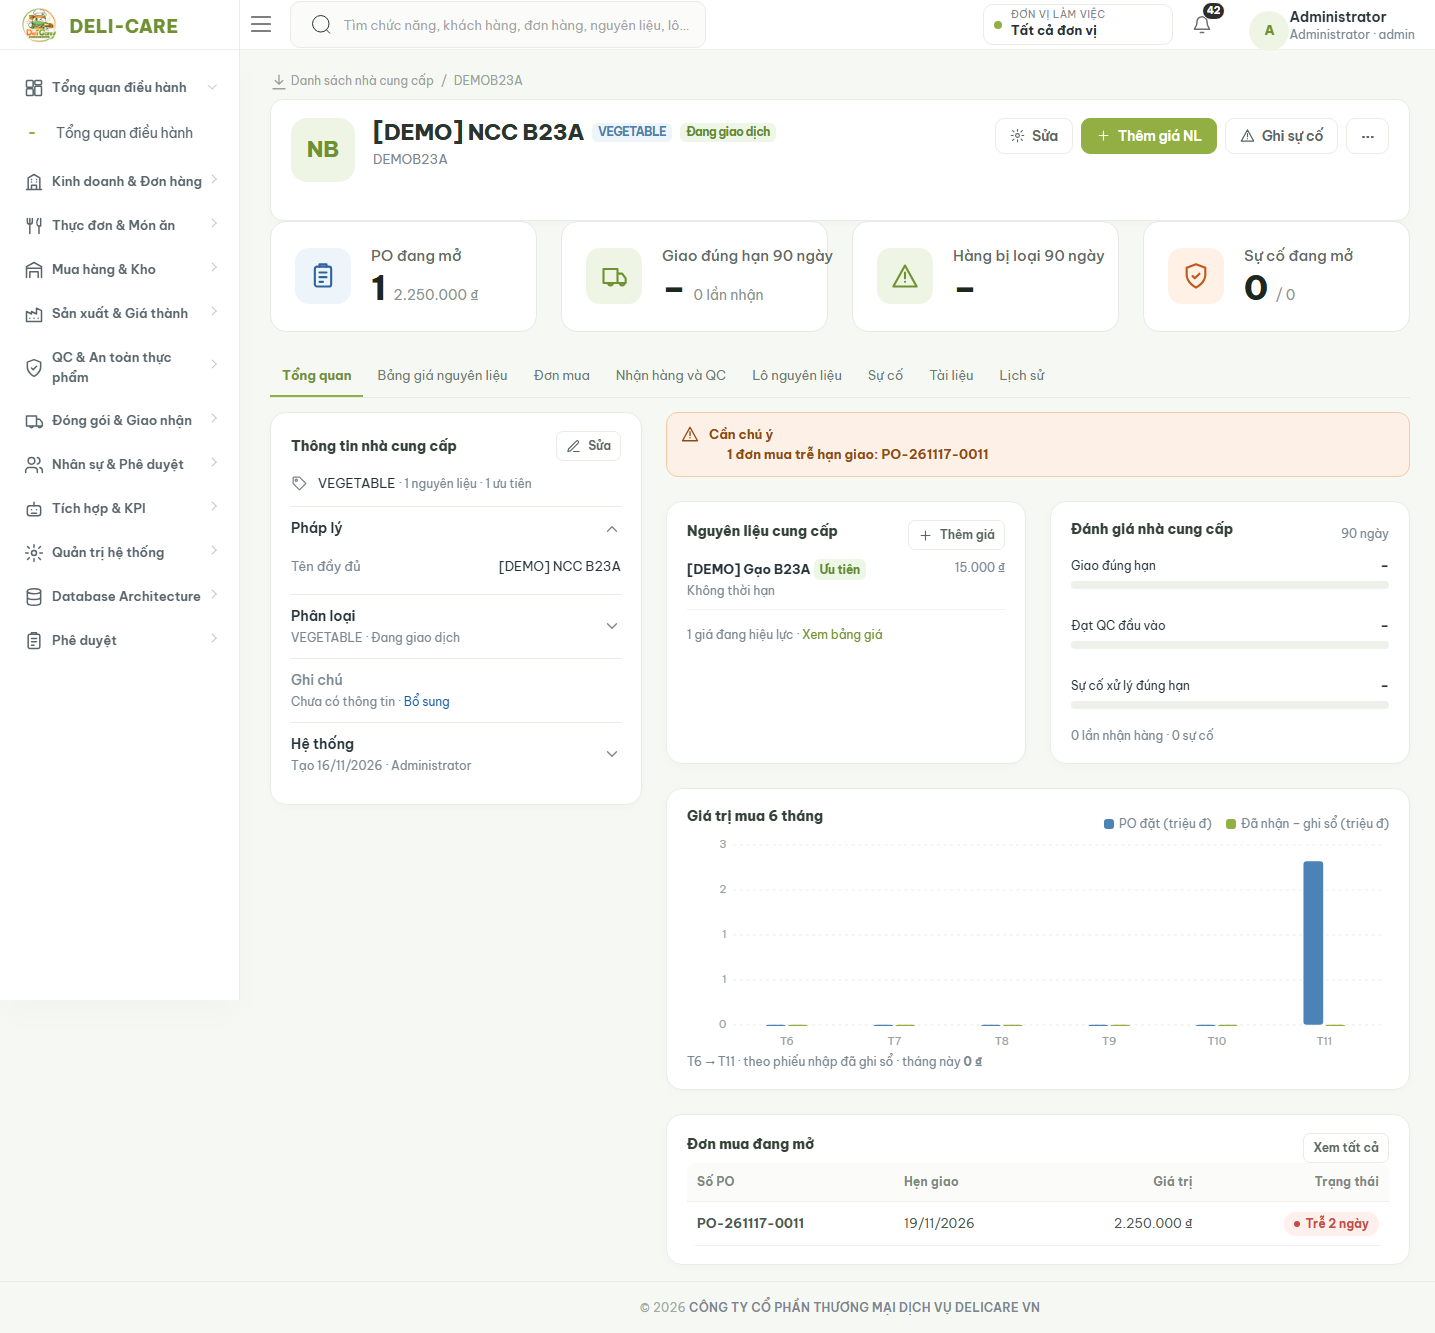 DELI-CARE
Tìm chức năng, khách hàng, đơn hàng, nguyên liệu, lô...
ĐƠN VỊ LÀM VIỆC
Tất cả đơn vị
42
A
Administrator
Administrator · admin
Tổng quan điều hành
Tổng quan điều hành
Kinh doanh & Đơn hàng
Thực đơn & Món ăn
Mua hàng & Kho
Sản xuất & Giá thành
QC & An toàn thực
phẩm
Đóng gói & Giao nhận
Nhân sự & Phê duyệt
Tích hợp & KPI
Quản trị hệ thống
Database Architecture
Phê duyệt
Danh sách nhà cung cấp / DEMOB23A
NB
[DEMO] NCC B23A VEGETABLE Đang giao dịch
DEMOB23A
Sửa
Thêm giá NL
Ghi sự cố
···
PO đang mở
1 2.250.000 ₫
Giao đúng hạn 90 ngày
– 0 lần nhận
Hàng bị loại 90 ngày
–
Sự cố đang mở
0 / 0
Tổng quan
Bảng giá nguyên liệu
Đơn mua
Nhận hàng và QC
Lô nguyên liệu
Sự cố
Tài liệu
Lịch sử
Thông tin nhà cung cấp
Sửa
VEGETABLE · 1 nguyên liệu · 1 ưu tiên
Pháp lý
Tên đầy đủ [DEMO] NCC B23A
Phân loại
VEGETABLE · Đang giao dịch
Ghi chú
Chưa có thông tin · Bổ sung
Hệ thống
Tạo 16/11/2026 · Administrator
Cần chú ý
1 đơn mua trễ hạn giao: PO-261117-0011
Nguyên liệu cung cấp
Thêm giá
[DEMO] Gạo B23A Ưu tiên 15.000 ₫
Không thời hạn
1 giá đang hiệu lực · Xem bảng giá
Đánh giá nhà cung cấp 90 ngày
Giao đúng hạn –
Đạt QC đầu vào –
Sự cố xử lý đúng hạn –
0 lần nhận hàng · 0 sự cố
Giá trị mua 6 tháng
PO đặt (triệu đ) Đã nhận – ghi sổ (triệu đ)
3
2
1
1
0
T6 T7 T8 T9 T10 T11
T6 → T11 · theo phiếu nhập đã ghi sổ · tháng này 0 ₫
Đơn mua đang mở
Xem tất cả
Số PO Hẹn giao Giá trị Trạng thái
PO-261117-0011 19/11/2026 2.250.000 ₫ Trễ 2 ngày
© 2026 CÔNG TY CỔ PHẦN THƯƠNG MẠI DỊCH VỤ DELICARE VN